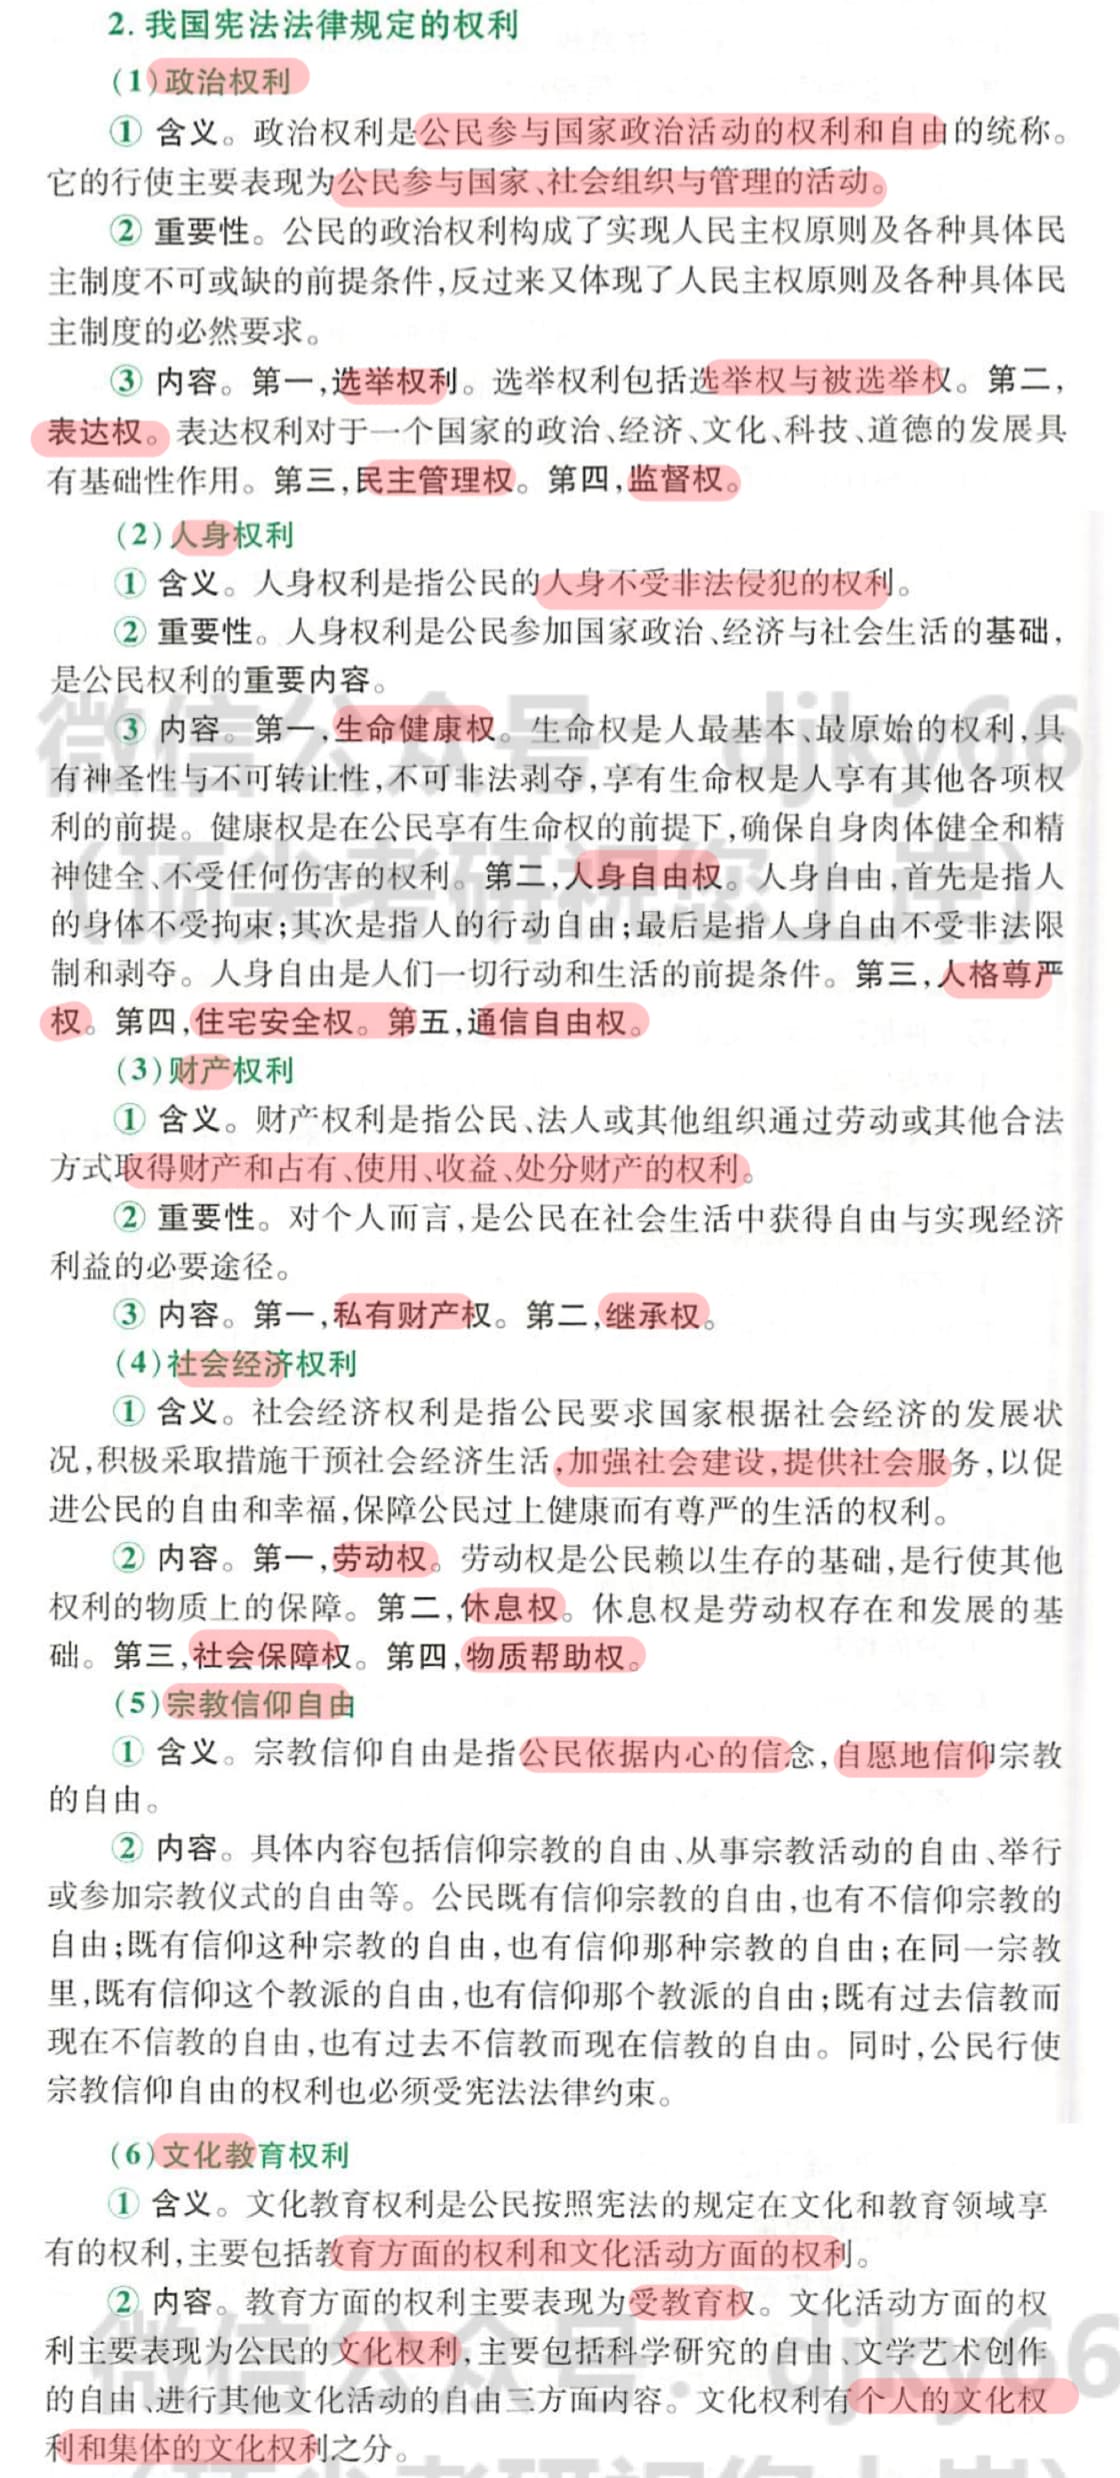 2. 我国宪法法律规定的权利
(1)政治权利
① 含义。政治权利是公民参与国家政治活动的权利和自由的统称。
它的行使主要表现为公民参与国家、社会组织与管理的活动。
② 重要性。公民的政治权利构成了实现人民主权原则及各种具体民
主制度不可或缺的前提条件,反过来又体现了人民主权原则及各种具体民
主制度的必然要求。
③ 内容。第一,选举权利。选举权利包括选举权与被选举权。第二,
表达权。表达权利对于一个国家的政治、经济、文化、科技、道德的发展具
有基础性作用。第三,民主管理权。第四,监督权。
(2)人身权利
① 含义。人身权利是指公民的人身不受非法侵犯的权利。
② 重要性。人身权利是公民参加国家政治、经济与社会生活的基础,
是公民权利的重要内容。
微信公众号: djky66
③ 内容。第一,生命健康权。生命权是人最基本、最原始的权利,具
有神圣性与不可转让性,不可非法剥夺,享有生命权是人享有其他各项权
利的前提。健康权是在公民享有生命权的前提下,确保自身肉体健全和精
(顶尖考研祝您上岸)
神健全、不受任何伤害的权利。第二,人身自由权。人身自由,首先是指人
的身体不受拘束;其次是指人的行动自由;最后是指人身自由不受非法限
制和剥夺。人身自由是人们一切行动和生活的前提条件。第三,人格尊严
权。第四,住宅安全权。第五,通信自由权。
(3)财产权利
① 含义。财产权利是指公民、法人或其他组织通过劳动或其他合法
方式取得财产和占有、使用、收益、处分财产的权利。
② 重要性。对个人而言,是公民在社会生活中获得自由与实现经济
利益的必要途径。
③ 内容。第一,私有财产权。第二,继承权。
(4)社会经济权利
① 含义。社会经济权利是指公民要求国家根据社会经济的发展状
况,积极采取措施干预社会经济生活,加强社会建设,提供社会服务,以促
进公民的自由和幸福,保障公民过上健康而有尊严的生活的权利。
② 内容。第一,劳动权。劳动权是公民赖以生存的基础,是行使其他
权利的物质上的保障。第二,休息权。休息权是劳动权存在和发展的基
础。第三,社会保障权。第四,物质帮助权。
(5)宗教信仰自由
① 含义。宗教信仰自由是指公民依据内心的信念,自愿地信仰宗教
的自由。
② 内容。具体内容包括信仰宗教的自由、从事宗教活动的自由、举行
或参加宗教仪式的自由等。公民既有信仰宗教的自由,也有不信仰宗教的
自由;既有信仰这种宗教的自由,也有信仰那种宗教的自由;在同一宗教
里,既有信仰这个教派的自由,也有信仰那个教派的自由;既有过去信教而
现在不信教的自由,也有过去不信教而现在信教的自由。同时,公民行使
宗教信仰自由的权利也必须受宪法法律约束。
(6)文化教育权利
① 含义。文化教育权利是公民按照宪法的规定在文化和教育领域享
有的权利,主要包括教育方面的权利和文化活动方面的权利。
② 内容。教育方面的权利主要表现为受教育权。文化活动方面的权
微信公众号: djky66
利主要表现为公民的文化权利,主要包括科学研究的自由、文学艺术创作
的自由、进行其他文化活动的自由三方面内容。文化权利有个人的文化权
利和集体的文化权利之分。
(顶尖考研祝您上岸)